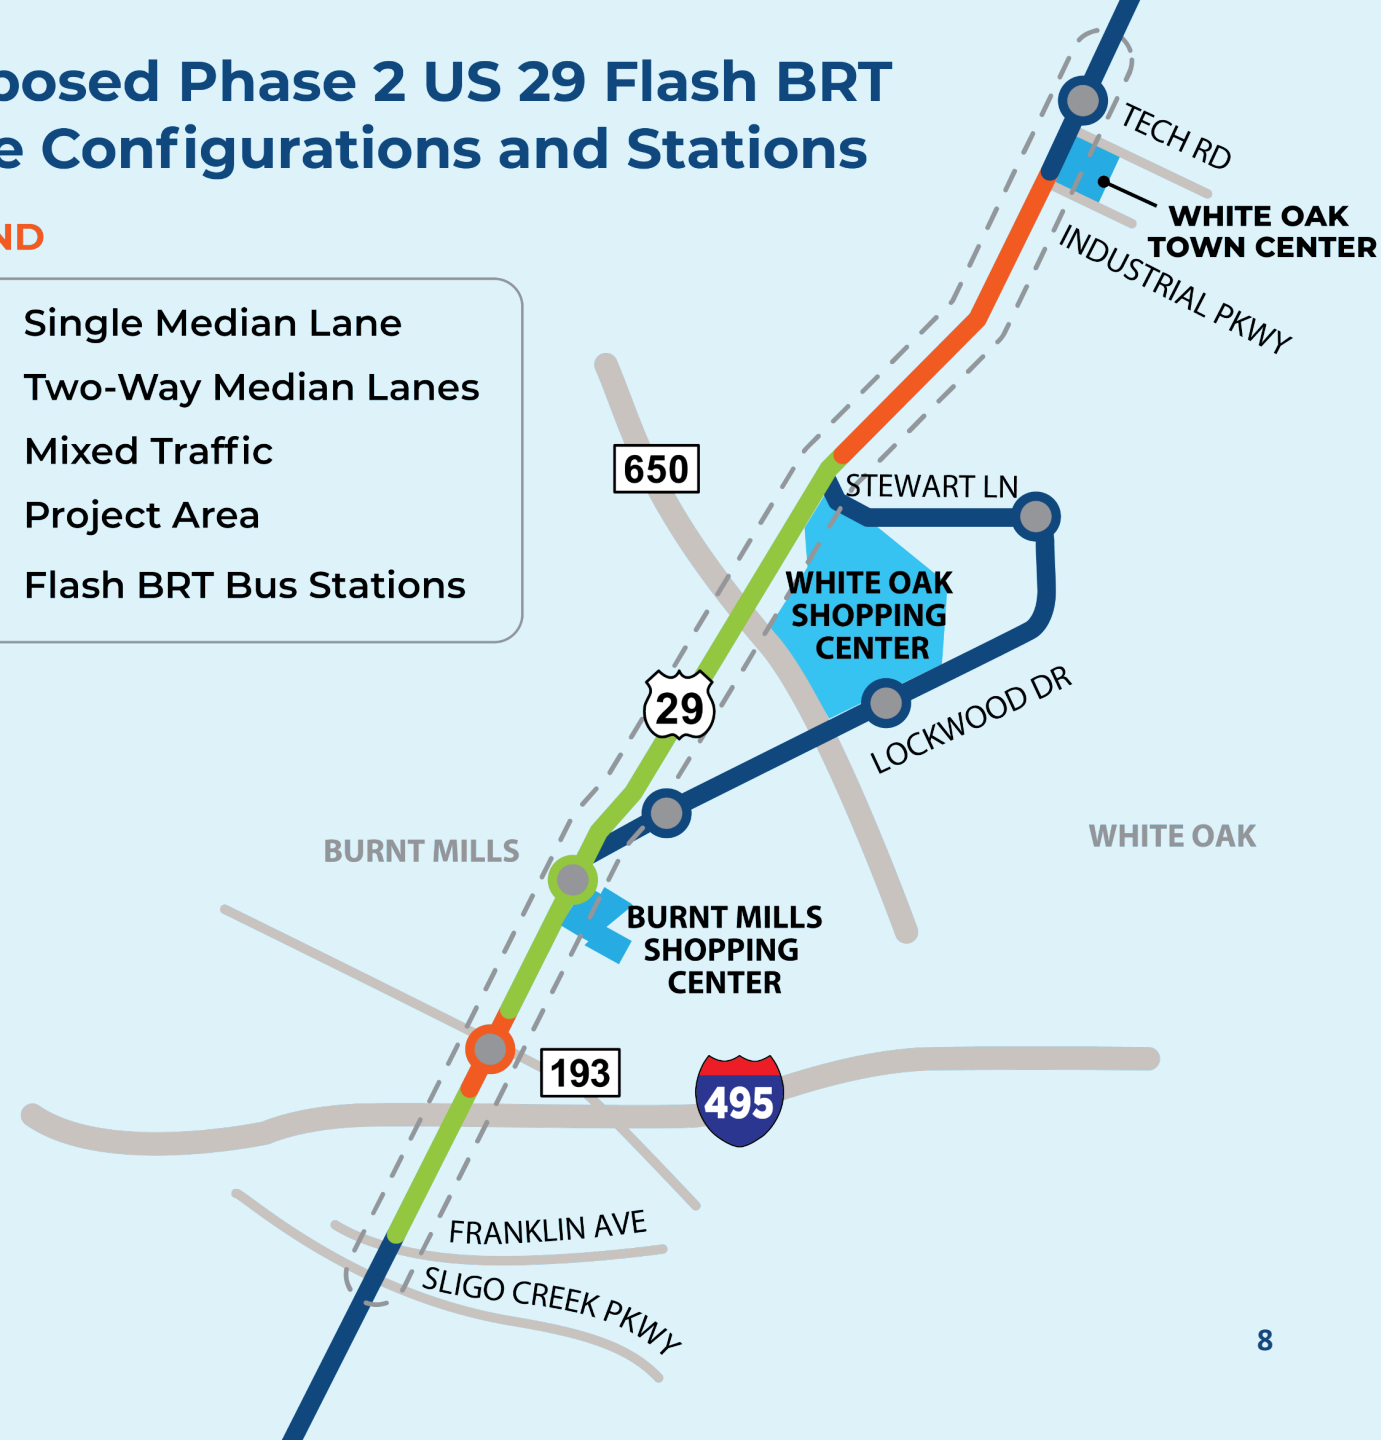 posed Phase 2 US 29 Flash BRT
e Configurations and Stations
ND
Single Median Lane
Two-Way Median Lanes
Mixed Traffic
Project Area
Flash BRT Bus Stations
TECH RD
WHITE OAK
TOWN CENTER
INDUSTRIAL PKWY
650
STEWART LN
WHITE OAK
SHOPPING
CENTER
29
LOCKWOOD DR
BURNT MILLS
WHITE OAK
BURNT MILLS
SHOPPING
CENTER
193
495
FRANKLIN AVE
SLIGO CREEK PKWY
8